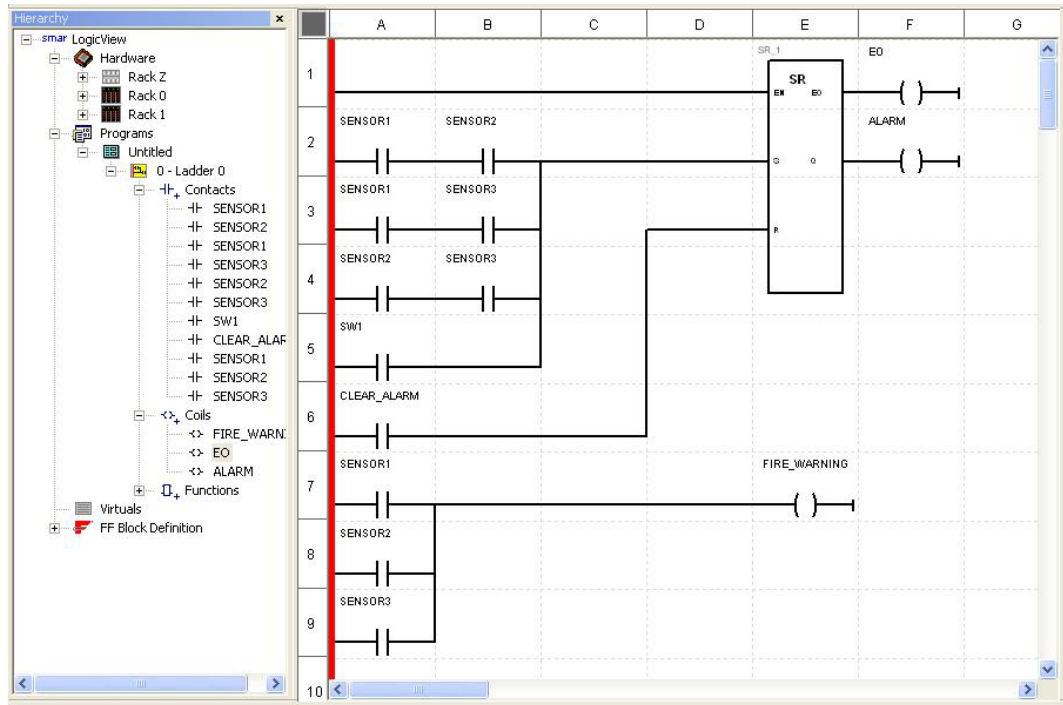 Hierarchy x
smar LogicView
Hardware
Rack Z
Rack 0
Rack 1
Programs
Untitled
0 - Ladder 0
Contacts
SENSOR1
SENSOR2
SENSOR1
SENSOR3
SENSOR2
SENSOR3
SW1
CLEAR_ALAR
SENSOR1
SENSOR2
SENSOR3
Coils
FIRE_WARN
EO
ALARM
Functions
Virtuals
FF Block Definition
A B C D E F G
1
SR_1 EO
SR
EN EO
2
SENSOR1 SENSOR2 ALARM
S Q
3
SENSOR1 SENSOR3
R
4
SENSOR2 SENSOR3
5
SW1
6
CLEAR_ALARM
7
SENSOR1 FIRE_WARNING
8
SENSOR2
9
SENSOR3
10